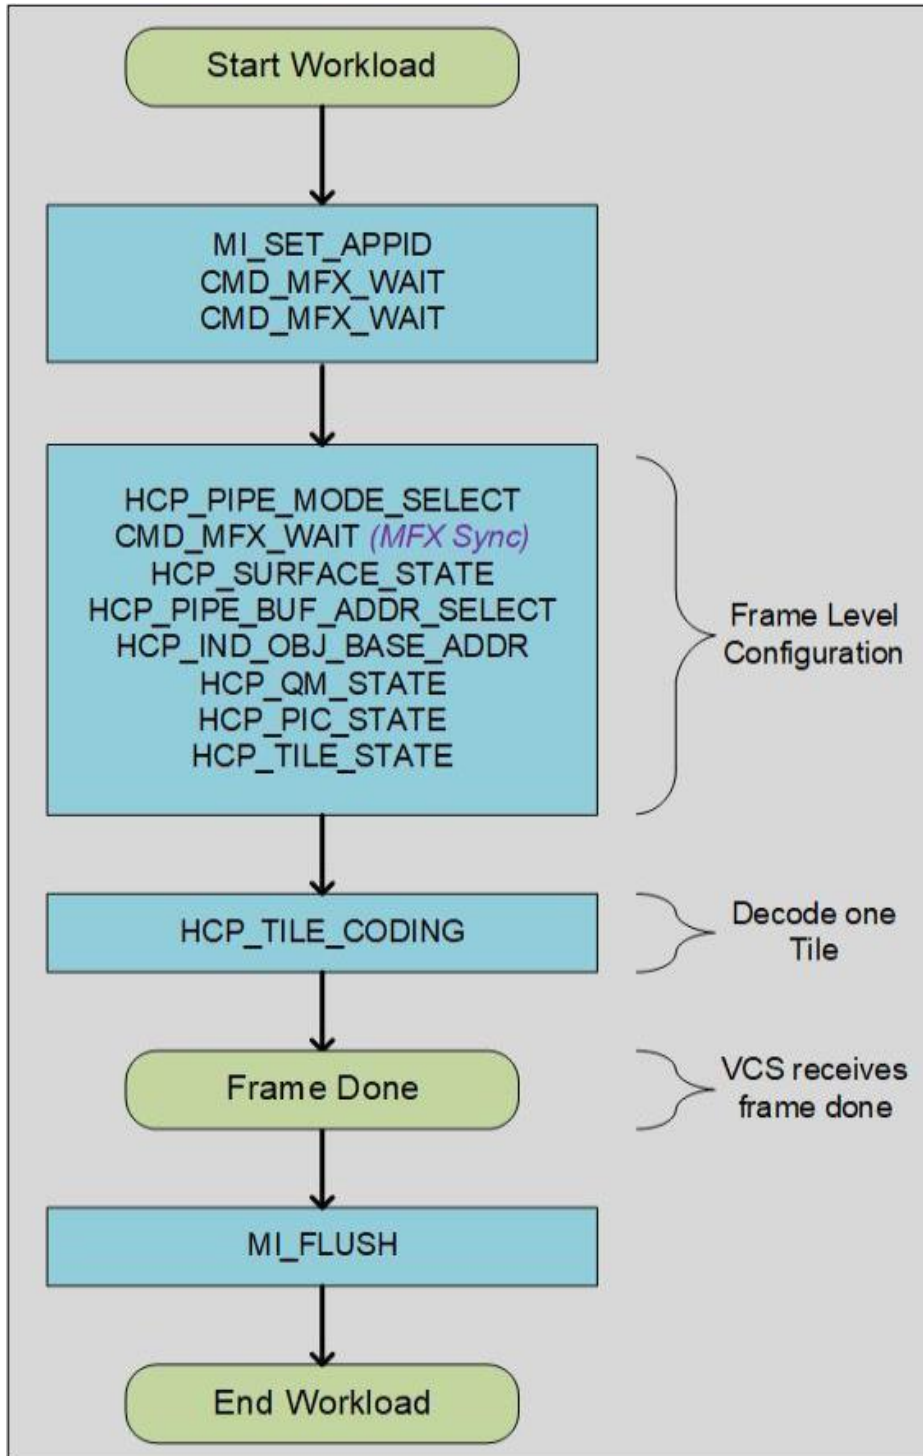 Start Workload
MI_SET_APPID
CMD_MFX_WAIT
CMD_MFX_WAIT
HCP_PIPE_MODE_SELECT
CMD_MFX_WAIT (MFX Sync)
HCP_SURFACE_STATE
HCP_PIPE_BUF_ADDR_SELECT
HCP_IND_OBJ_BASE_ADDR
HCP_QM_STATE
HCP_PIC_STATE
HCP_TILE_STATE
Frame Level
Configuration
HCP_TILE_CODING
Decode one
Tile
Frame Done
VCS receives
frame done
MI_FLUSH
End Workload